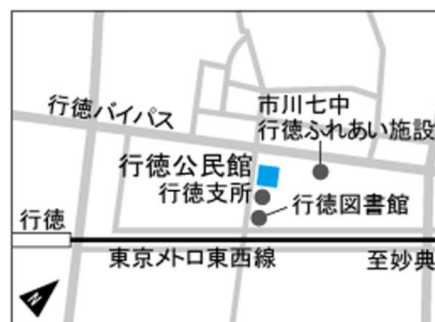 行徳バイパス
市川七中
行徳ふれあい施設
行徳公民館
行徳支所
行徳図書館
行徳
東京メトロ東西線
至妙典
N